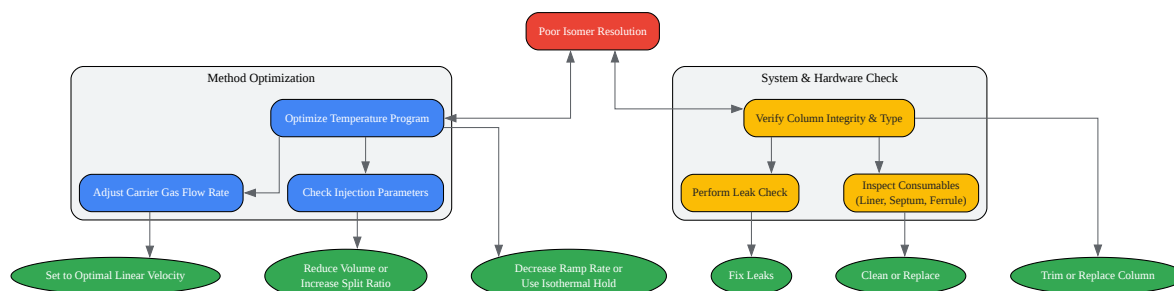 Poor Isomer Resolution
Method Optimization
System & Hardware Check
Optimize Temperature Program
Verify Column Integrity & Type
Adjust Carrier Gas Flow Rate
Check Injection Parameters
Perform Leak Check
Inspect Consumables
(Liner, Septum, Ferrule)
Set to Optimal Linear Velocity
Reduce Volume or
Increase Split Ratio
Decrease Ramp Rate or
Use Isothermal Hold
Fix Leaks
Clean or Replace
Trim or Replace Column